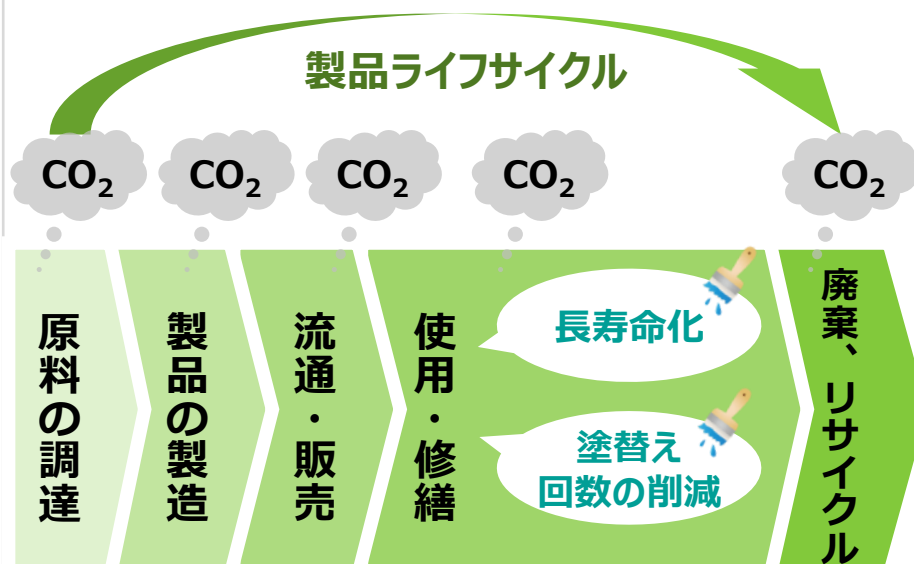 製品ライフサイクル
CO₂
CO₂
CO₂
CO₂
CO₂
原料の調達
製品の製造
流通・販売
使用・修繕
長寿命化
塗替え
回数の削減
廃棄、リサイクル